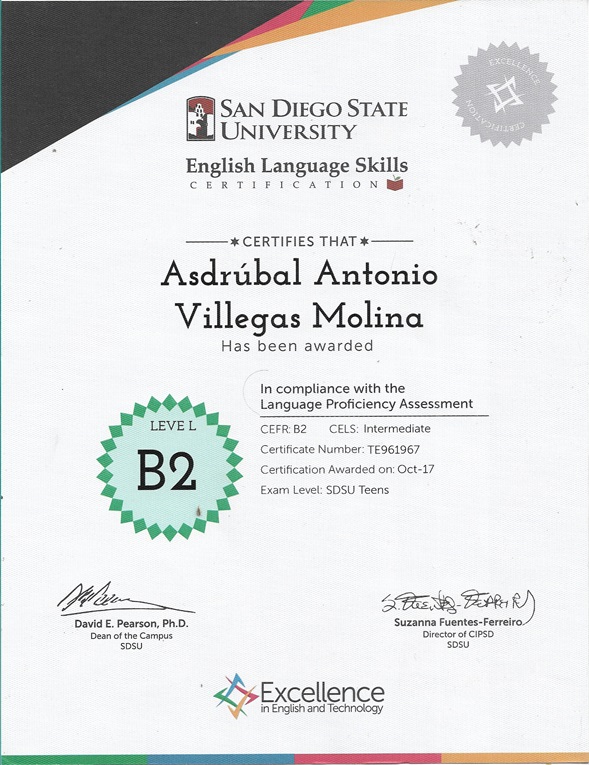 EXCELLENCE
CERTIFICATION
SAN DIEGO STATE
UNIVERSITY
English Language Skills
CERTIFICATION
CERTIFIES THAT
Asdrúbal Antonio
Villegas Molina
Has been awarded
In compliance with the
Language Proficiency Assessment
LEVEL
B2
CEFR: B2 CELS: Intermediate
Certificate Number: TE961967
Certification Awarded on: Oct-17
Exam Level: SDSU Teens
David E. Pearson, Ph.D.
Dean of the Campus
SDSU
S. Fuentes-Ferreiro
Suzanna Fuentes-Ferreiro
Director of CIPSD
SDSU
Excellence
in English and Technology